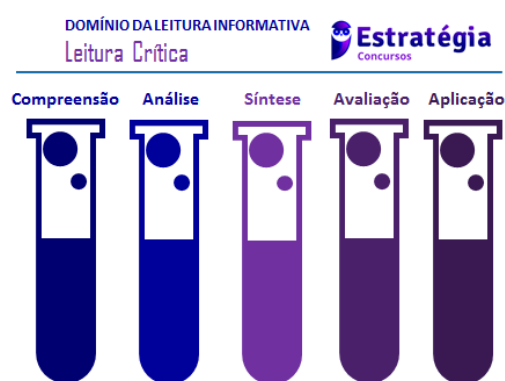 DOMÍNIO DA LEITURA INFORMATIVA
Leitura Crítica
Estratégia
Concursos
Compreensão Análise Síntese Avaliação Aplicação